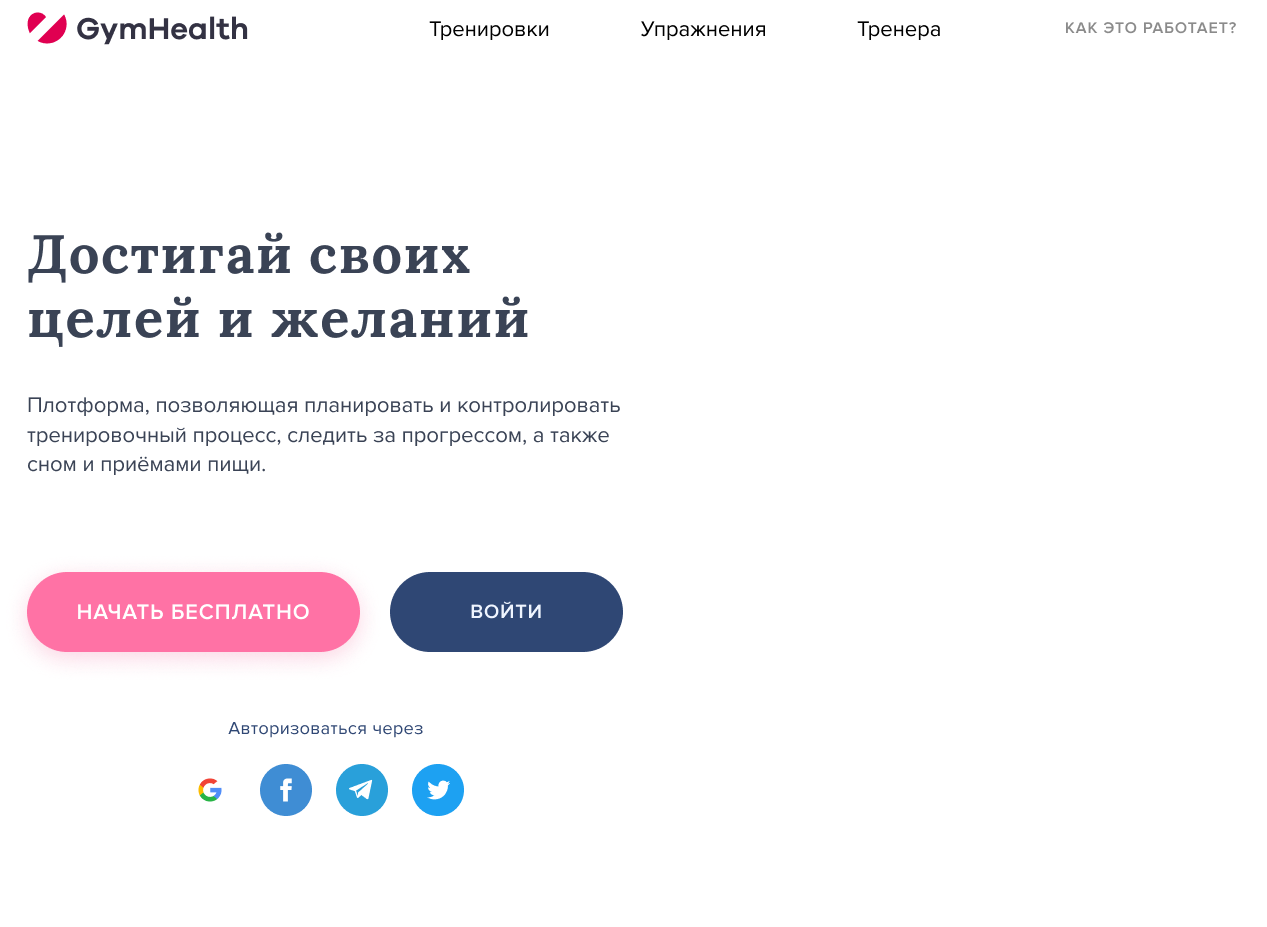 GymHealth
Тренировки
Упражнения
Тренера
КАК ЭТО РАБОТАЕТ?
Достигай своих
целей и желаний
Плотформа, позволяющая планировать и контролировать
тренировочный процесс, следить за прогрессом, а также
сном и приёмами пищи.
НАЧАТЬ БЕСПЛАТНО
ВОЙТИ
Авторизоваться через